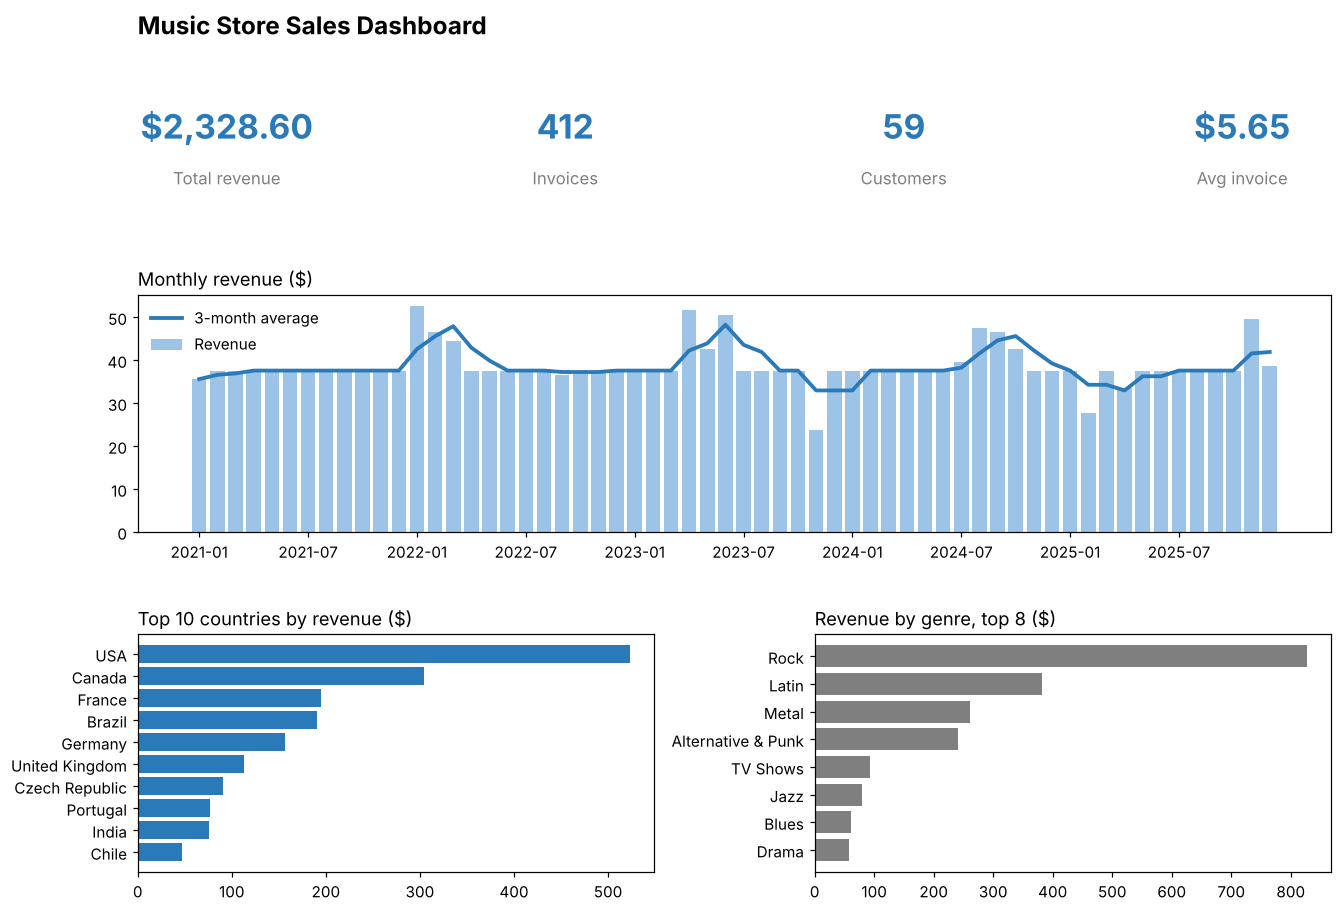 Music Store Sales Dashboard
$2,328.60
412
59
$5.65
Total revenue
Invoices
Customers
Avg invoice
Monthly revenue ($)
3-month average
Revenue
50
40
30
20
10
0
2021-01
2021-07
2022-01
2022-07
2023-01
2023-07
2024-01
2024-07
2025-01
2025-07
Top 10 countries by revenue ($)
USA
Canada
France
Brazil
Germany
United Kingdom
Czech Republic
Portugal
India
Chile
0
100
200
300
400
500
Revenue by genre, top 8 ($)
Rock
Latin
Metal
Alternative & Punk
TV Shows
Jazz
Blues
Drama
0
100
200
300
400
500
600
700
800